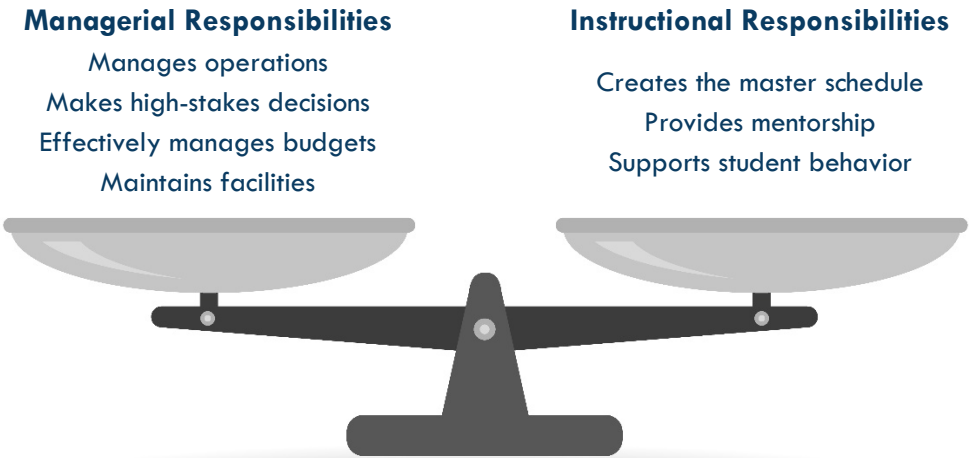 Managerial Responsibilities
Manages operations
Makes high-stakes decisions
Effectively manages budgets
Maintains facilities
Instructional Responsibilities
Creates the master schedule
Provides mentorship
Supports student behavior